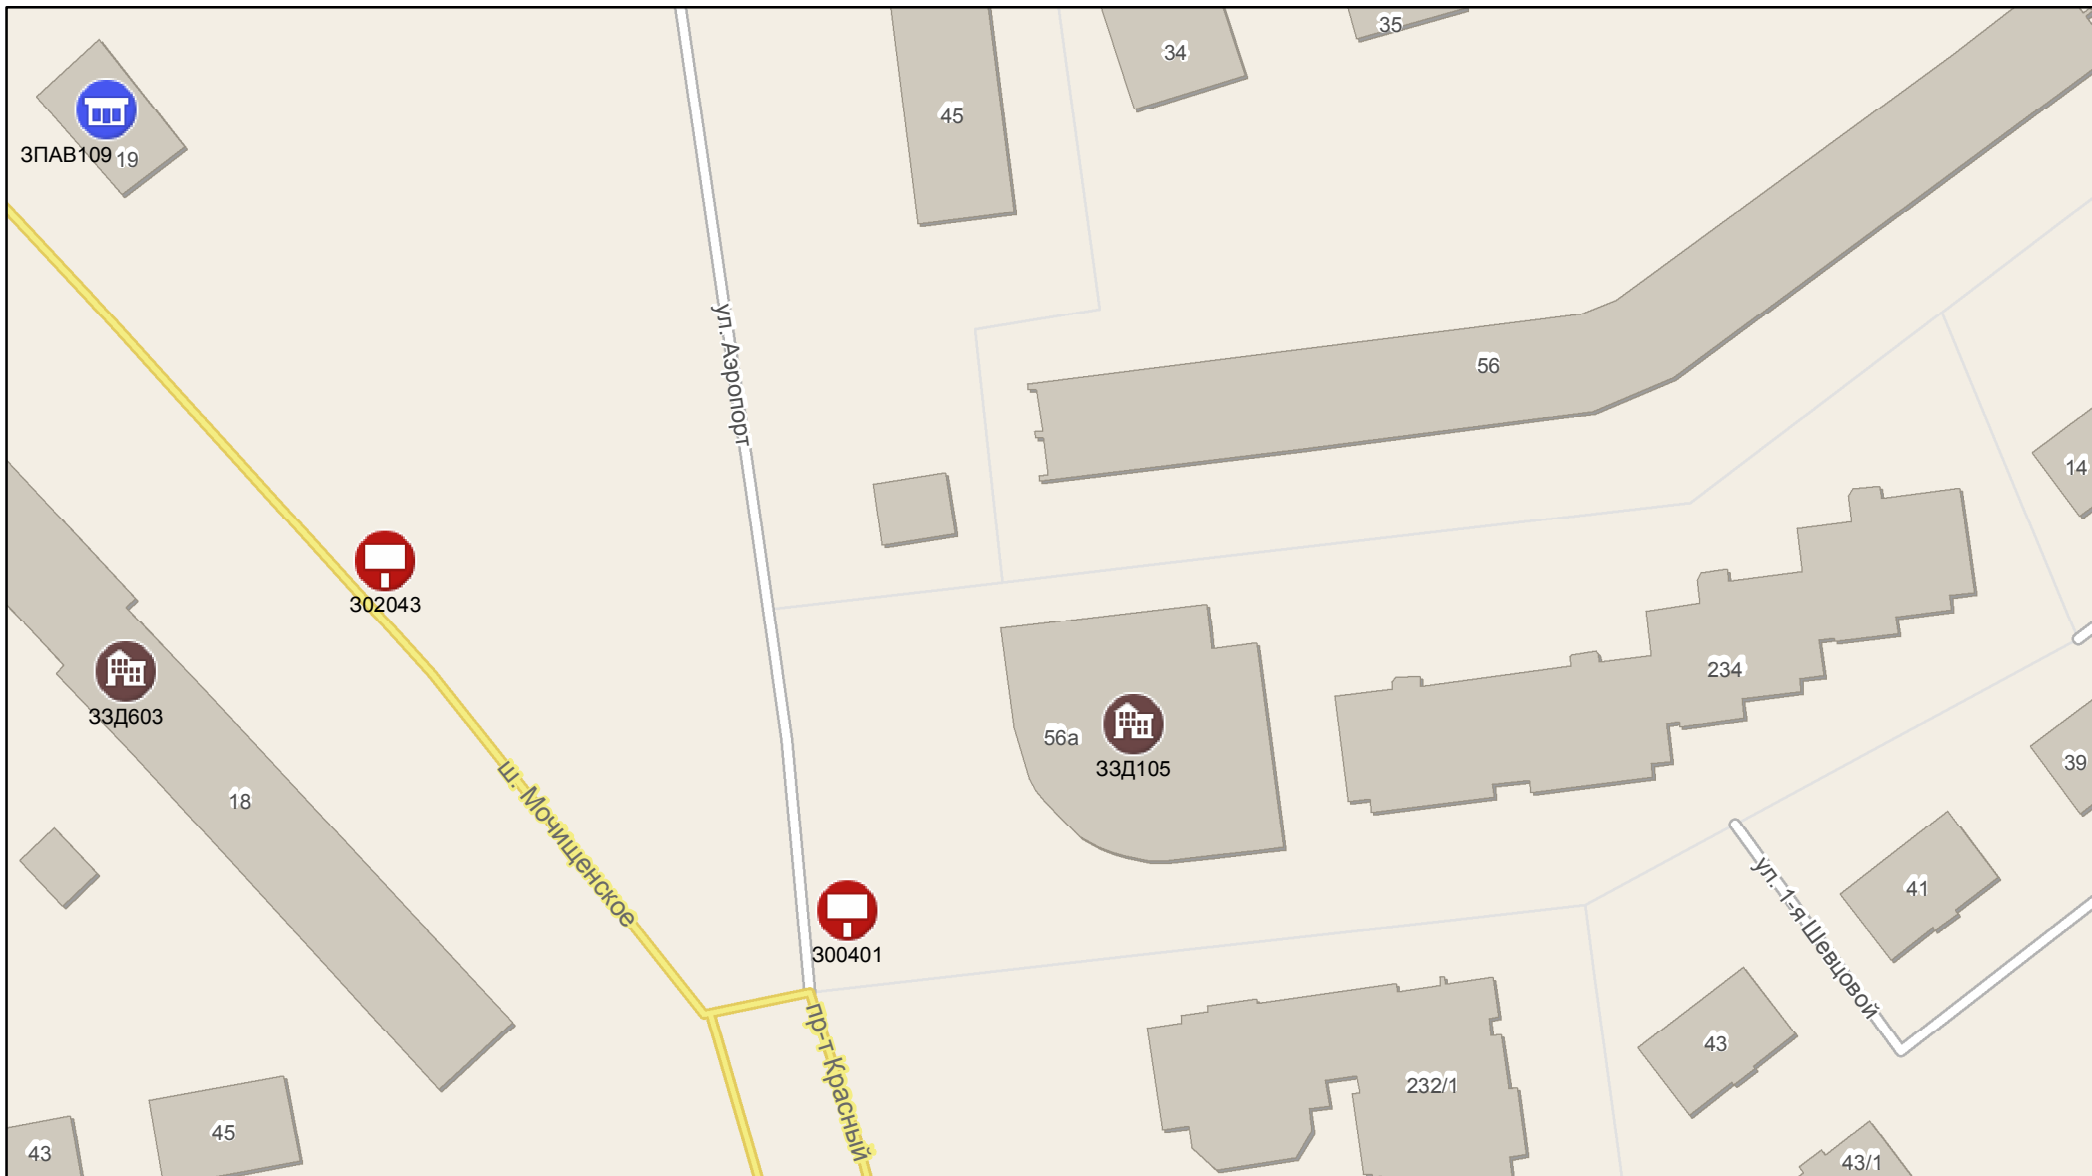 35
34
45
ЗПАВ109
19
ул. Аэропорт
56
14
302043
234
ЗЗД603
56а
39
ЗЗД105
18
ш. Мочищенское
ул. 1-я Шевцовой
41
300401
пр-т Красный
43
232/1
45
43
43/1